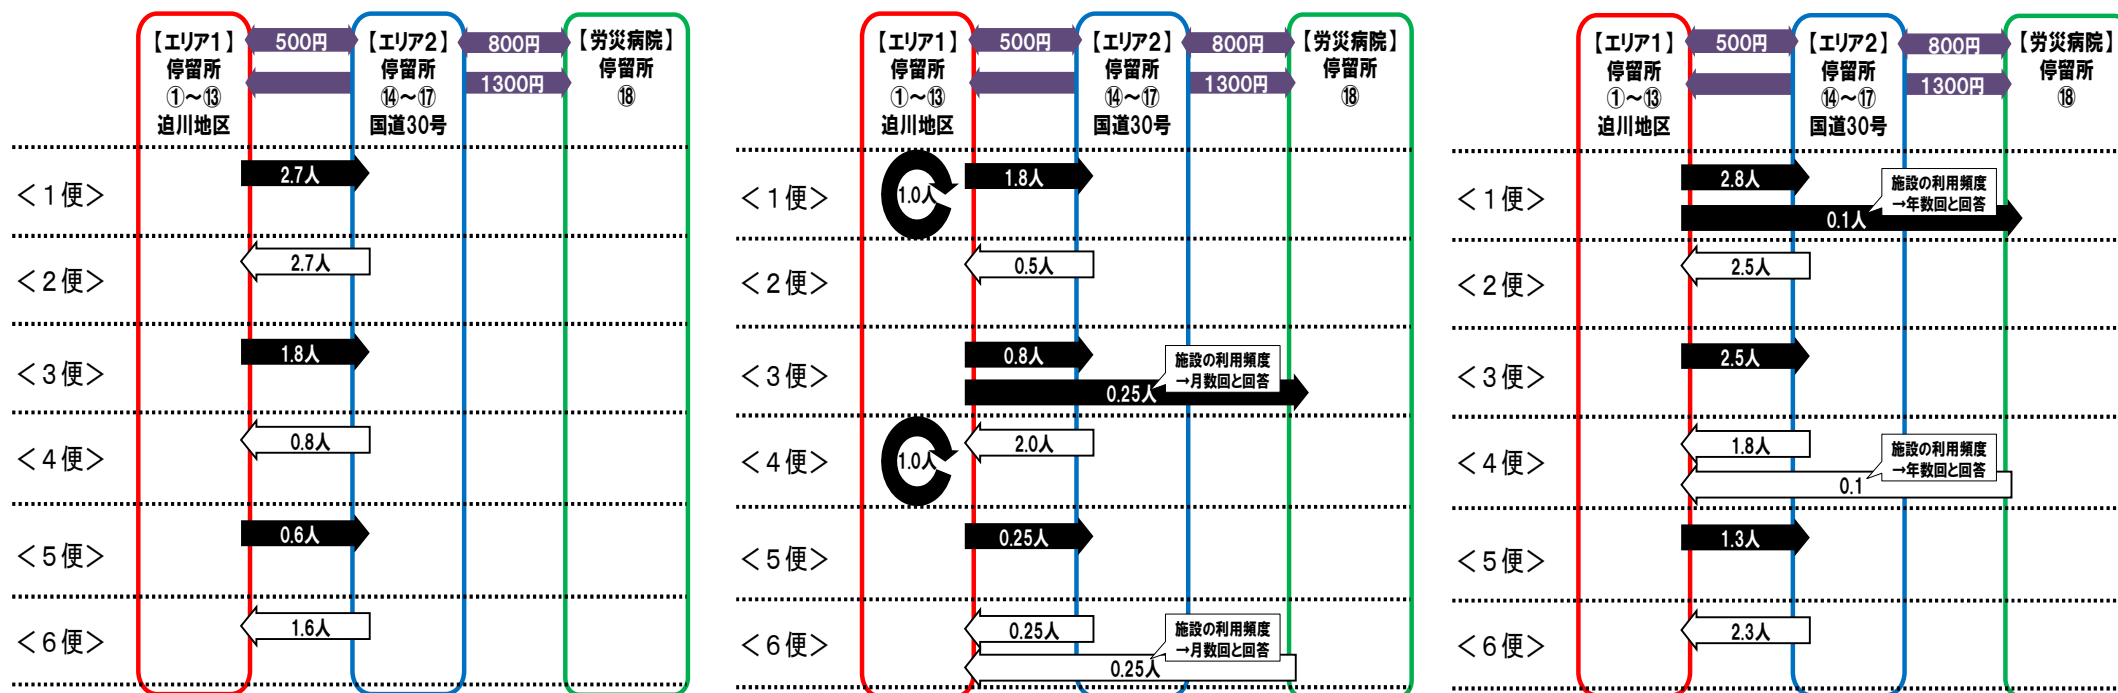 【エリア1】
停留所
①～⑬
迫川地区
500円
【エリア2】
停留所
⑭～⑰
国道30号
800円
1300円
【労災病院】
停留所
⑱
＜１便＞
2.7人
＜２便＞
2.7人
＜３便＞
1.8人
＜４便＞
0.8人
＜５便＞
0.6人
＜６便＞
1.6人
【エリア1】
停留所
①～⑬
迫川地区
500円
【エリア2】
停留所
⑭～⑰
国道30号
800円
1300円
【労災病院】
停留所
⑱
＜１便＞
1.0人
1.8人
＜２便＞
0.5人
＜３便＞
0.8人
施設の利用頻度
→月数回と回答
0.25人
＜４便＞
1.0人
2.0人
＜５便＞
0.25人
＜６便＞
0.25人
施設の利用頻度
→月数回と回答
0.25人
【エリア1】
停留所
①～⑬
迫川地区
500円
【エリア2】
停留所
⑭～⑰
国道30号
800円
1300円
【労災病院】
停留所
⑱
＜１便＞
2.8人
施設の利用頻度
→年数回と回答
0.1人
＜２便＞
2.5人
＜３便＞
2.5人
＜４便＞
1.8人
施設の利用頻度
→年数回と回答
0.1
＜５便＞
1.3人
＜６便＞
2.3人